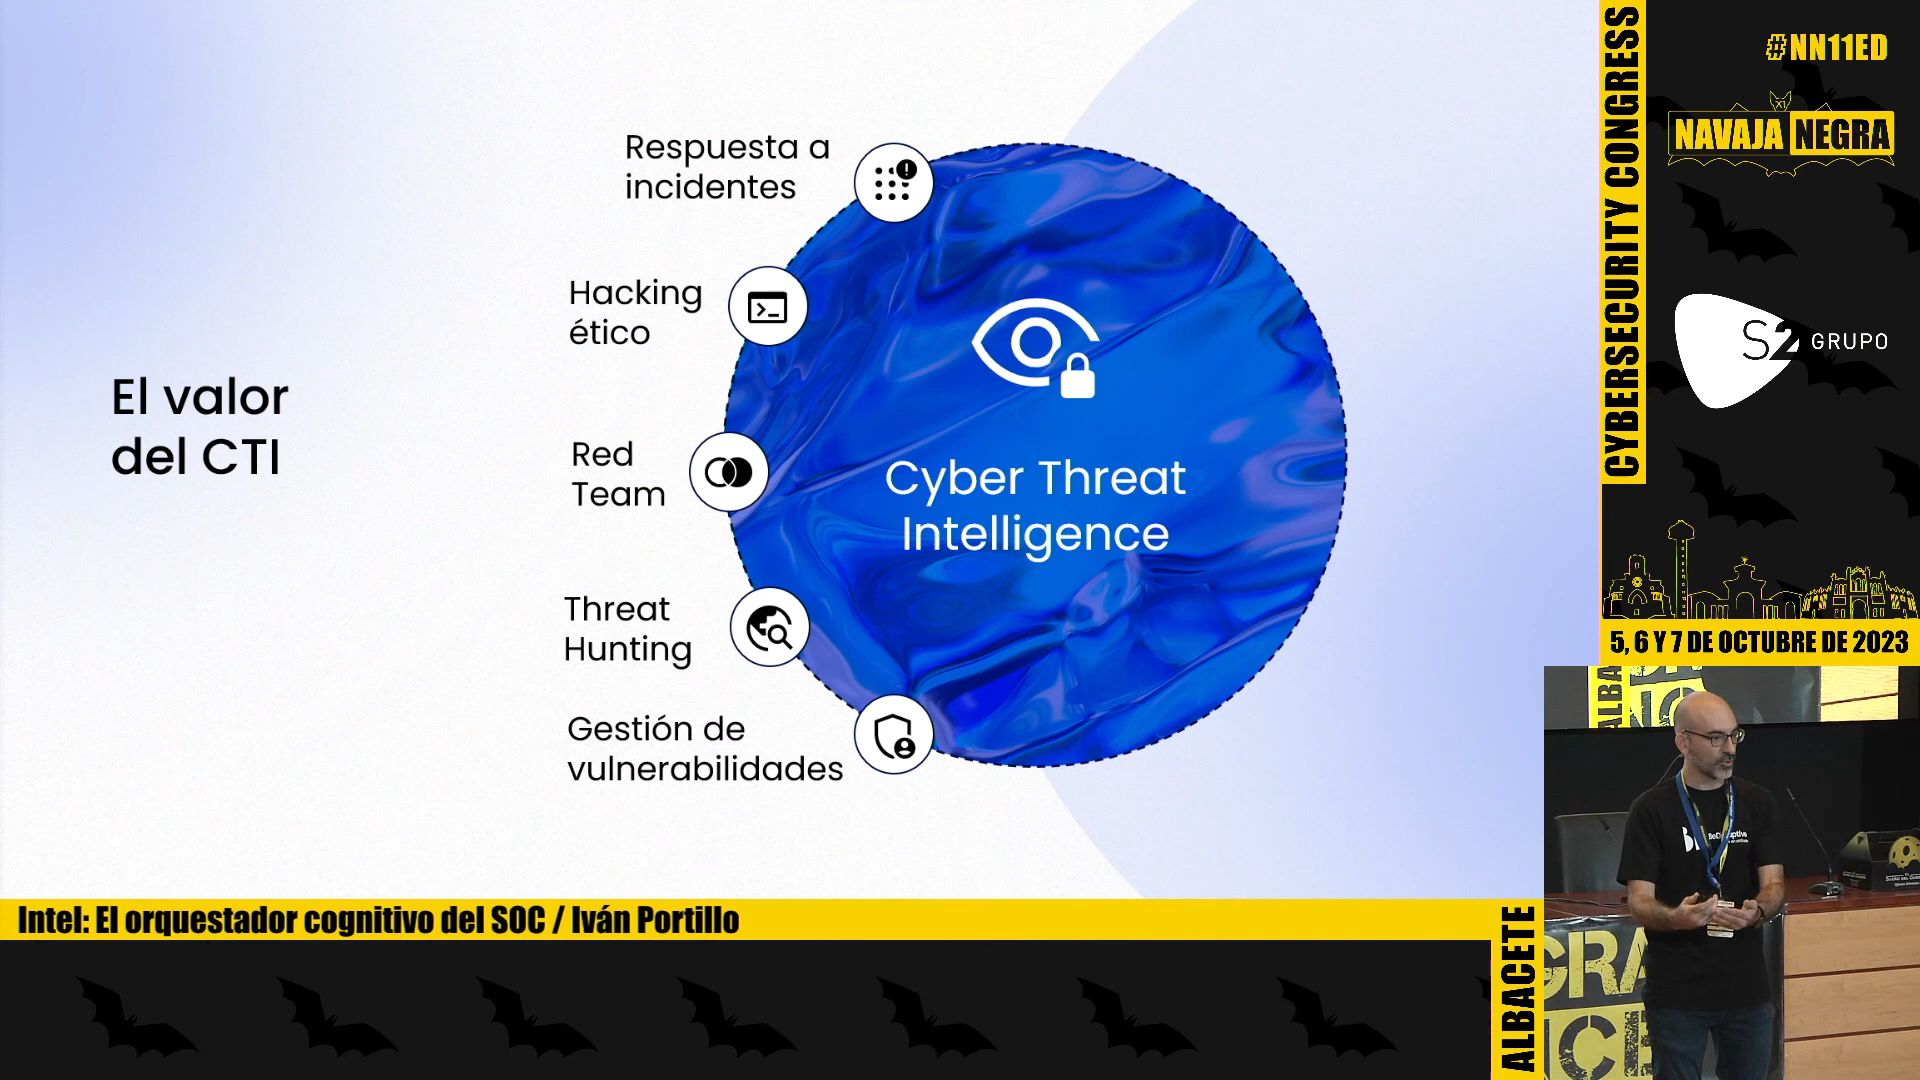 El valor
del CTI
Respuesta a
incidentes
Hacking
ético
Red
Team
Threat
Hunting
Gestión de
vulnerabilidades
Cyber Threat
Intelligence
CYBERSECURITY CONGRESS
#NN11ED
NAVAJA NEGRA
S2 GRUPO
5, 6 Y 7 DE OCTUBRE DE 2023
Intel: El orquestador cognitivo del SOC / Iván Portillo
ALBACETE